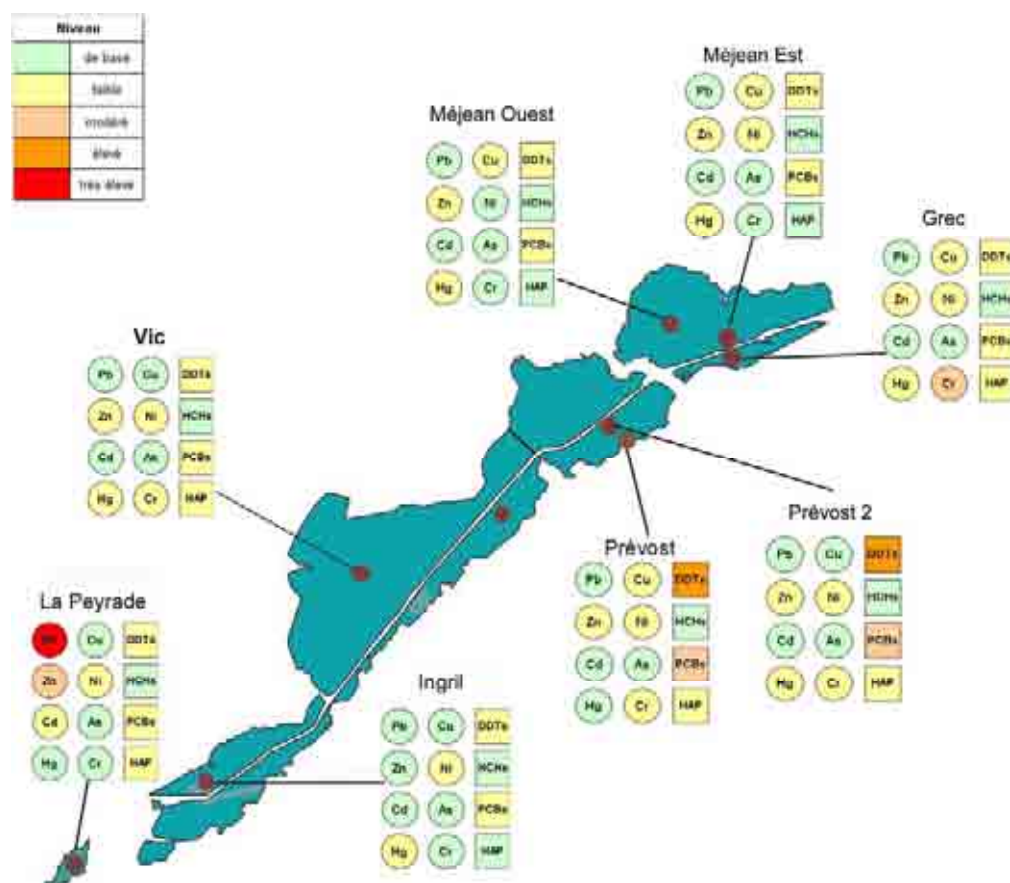 Niveau
de base
faible
modéré
élevé
très élevé
Méjean Est
Pb Cu DDTs
Zn Ni HCHs
Cd As PCBs
Hg Cr HAP
Méjean Ouest
Pb Cu DDTs
Zn Ni HCHs
Cd As PCBs
Hg Cr HAP
Grec
Pb Cu DDTs
Zn Ni HCHs
Cd As PCBs
Hg Cr HAP
Vic
Pb Cu DDTs
Zn Ni HCHs
Cd As PCBs
Hg Cr HAP
Prévost 2
Pb Cu DDTs
Zn Ni HCHs
Cd As PCBs
Hg Cr HAP
Prévost
Pb Cu DDTs
Zn Ni HCHs
Cd As PCBs
Hg Cr HAP
La Peyrade
Cu DDTs
Zn Ni HCHs
Cd As PCBs
Hg Cr HAP
Ingril
Pb Cu DDTs
Zn Ni HCHs
Cd As PCBs
Hg Cr HAP